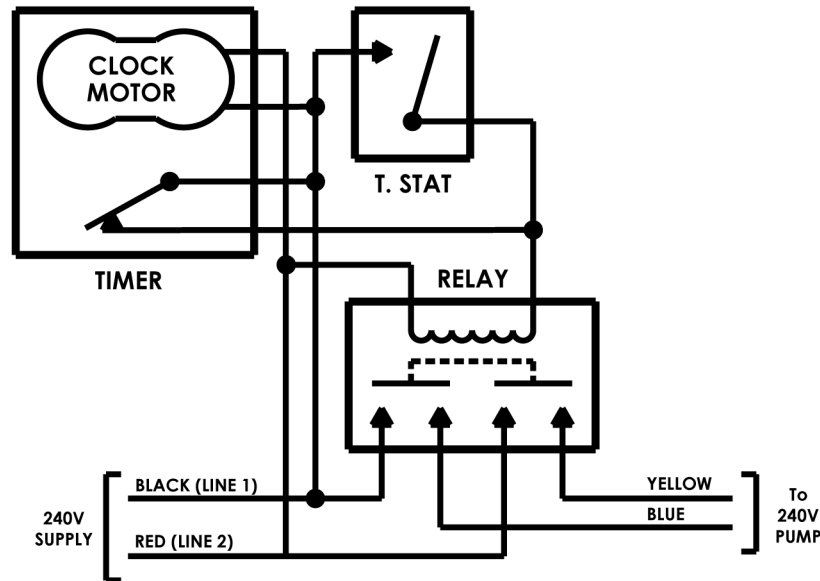 CLOCK
MOTOR
T. STAT
TIMER
RELAY
BLACK (LINE 1)
YELLOW
240V
SUPPLY
BLUE
To
240V
PUMP
RED (LINE 2)